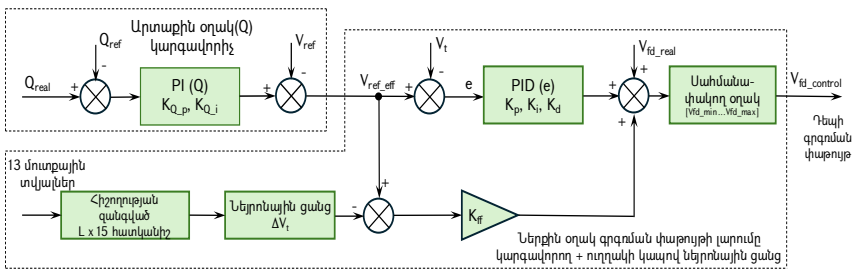 Արտաքին օղակ(Q)
կարգավորիչ
Q_ref
-
V_ref
-
Q_real
+
PI (Q)
K_Q_p, K_Q_i
+
V_ref_eff
+
V_t
-
e
PID (e)
K_p, K_i, K_d
+
V_fd_real
+
+
Սահմանա-
փակող օղակ
[Vfd_min...Vfd_max]
V_fd_control
Դեպի
գրգռման
փաթույթ
13 մուտքային
տվյալներ
Հիշողության
զանգված
L x 15 հատկանիշ
Նեյրոնային ցանց
ΔV_t
-
+
K_ff
Ներքին օղակ գրգռման փաթույթի լարումը
կարգավորող + ուղղակի կապով նեյրոնային ցանց